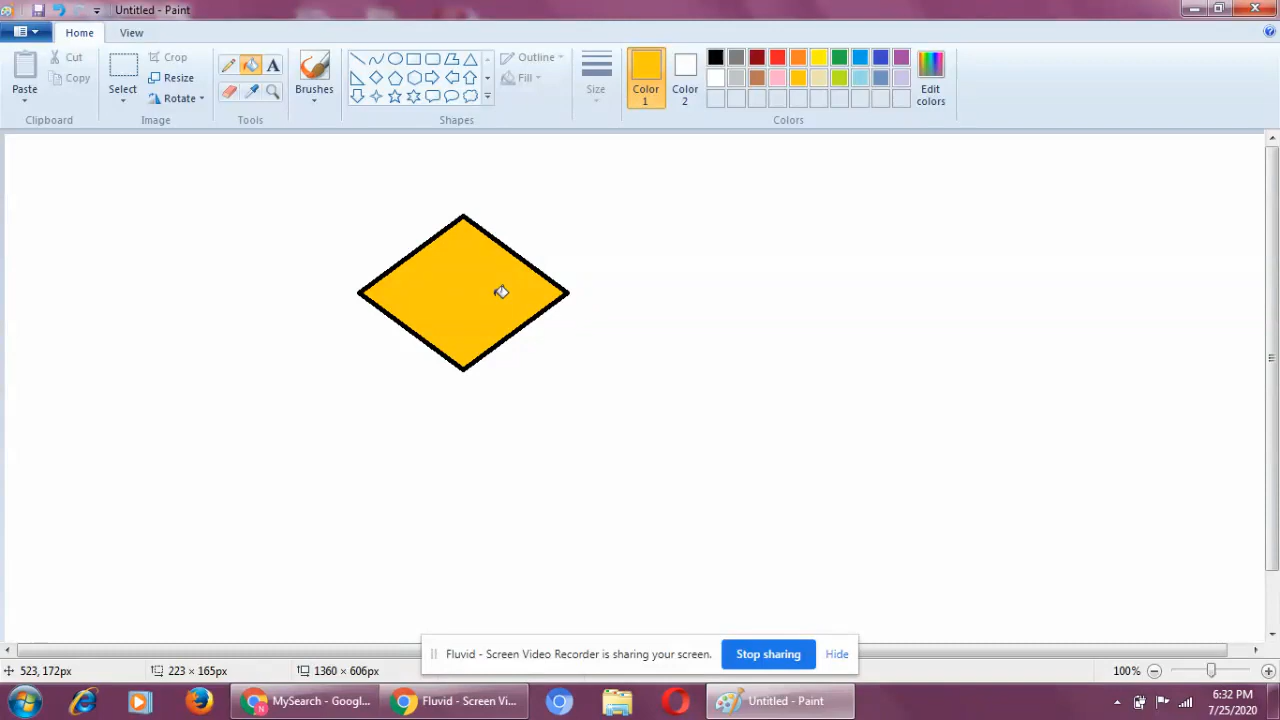 Untitled - Paint
Home View
Paste
Cut
Copy
Select
Crop
Resize
Rotate
A
Brushes
Outline
Fill
Size
Color 1
Color 2
Edit colors
Clipboard Image Tools Shapes Colors
Fluvid - Screen Video Recorder is sharing your screen. Stop sharing Hide
523, 172px 223 × 165px 1360 × 606px 100%
MySearch - Googl... Fluvid - Screen Vi... Untitled - Paint
6:32 PM
7/25/2020